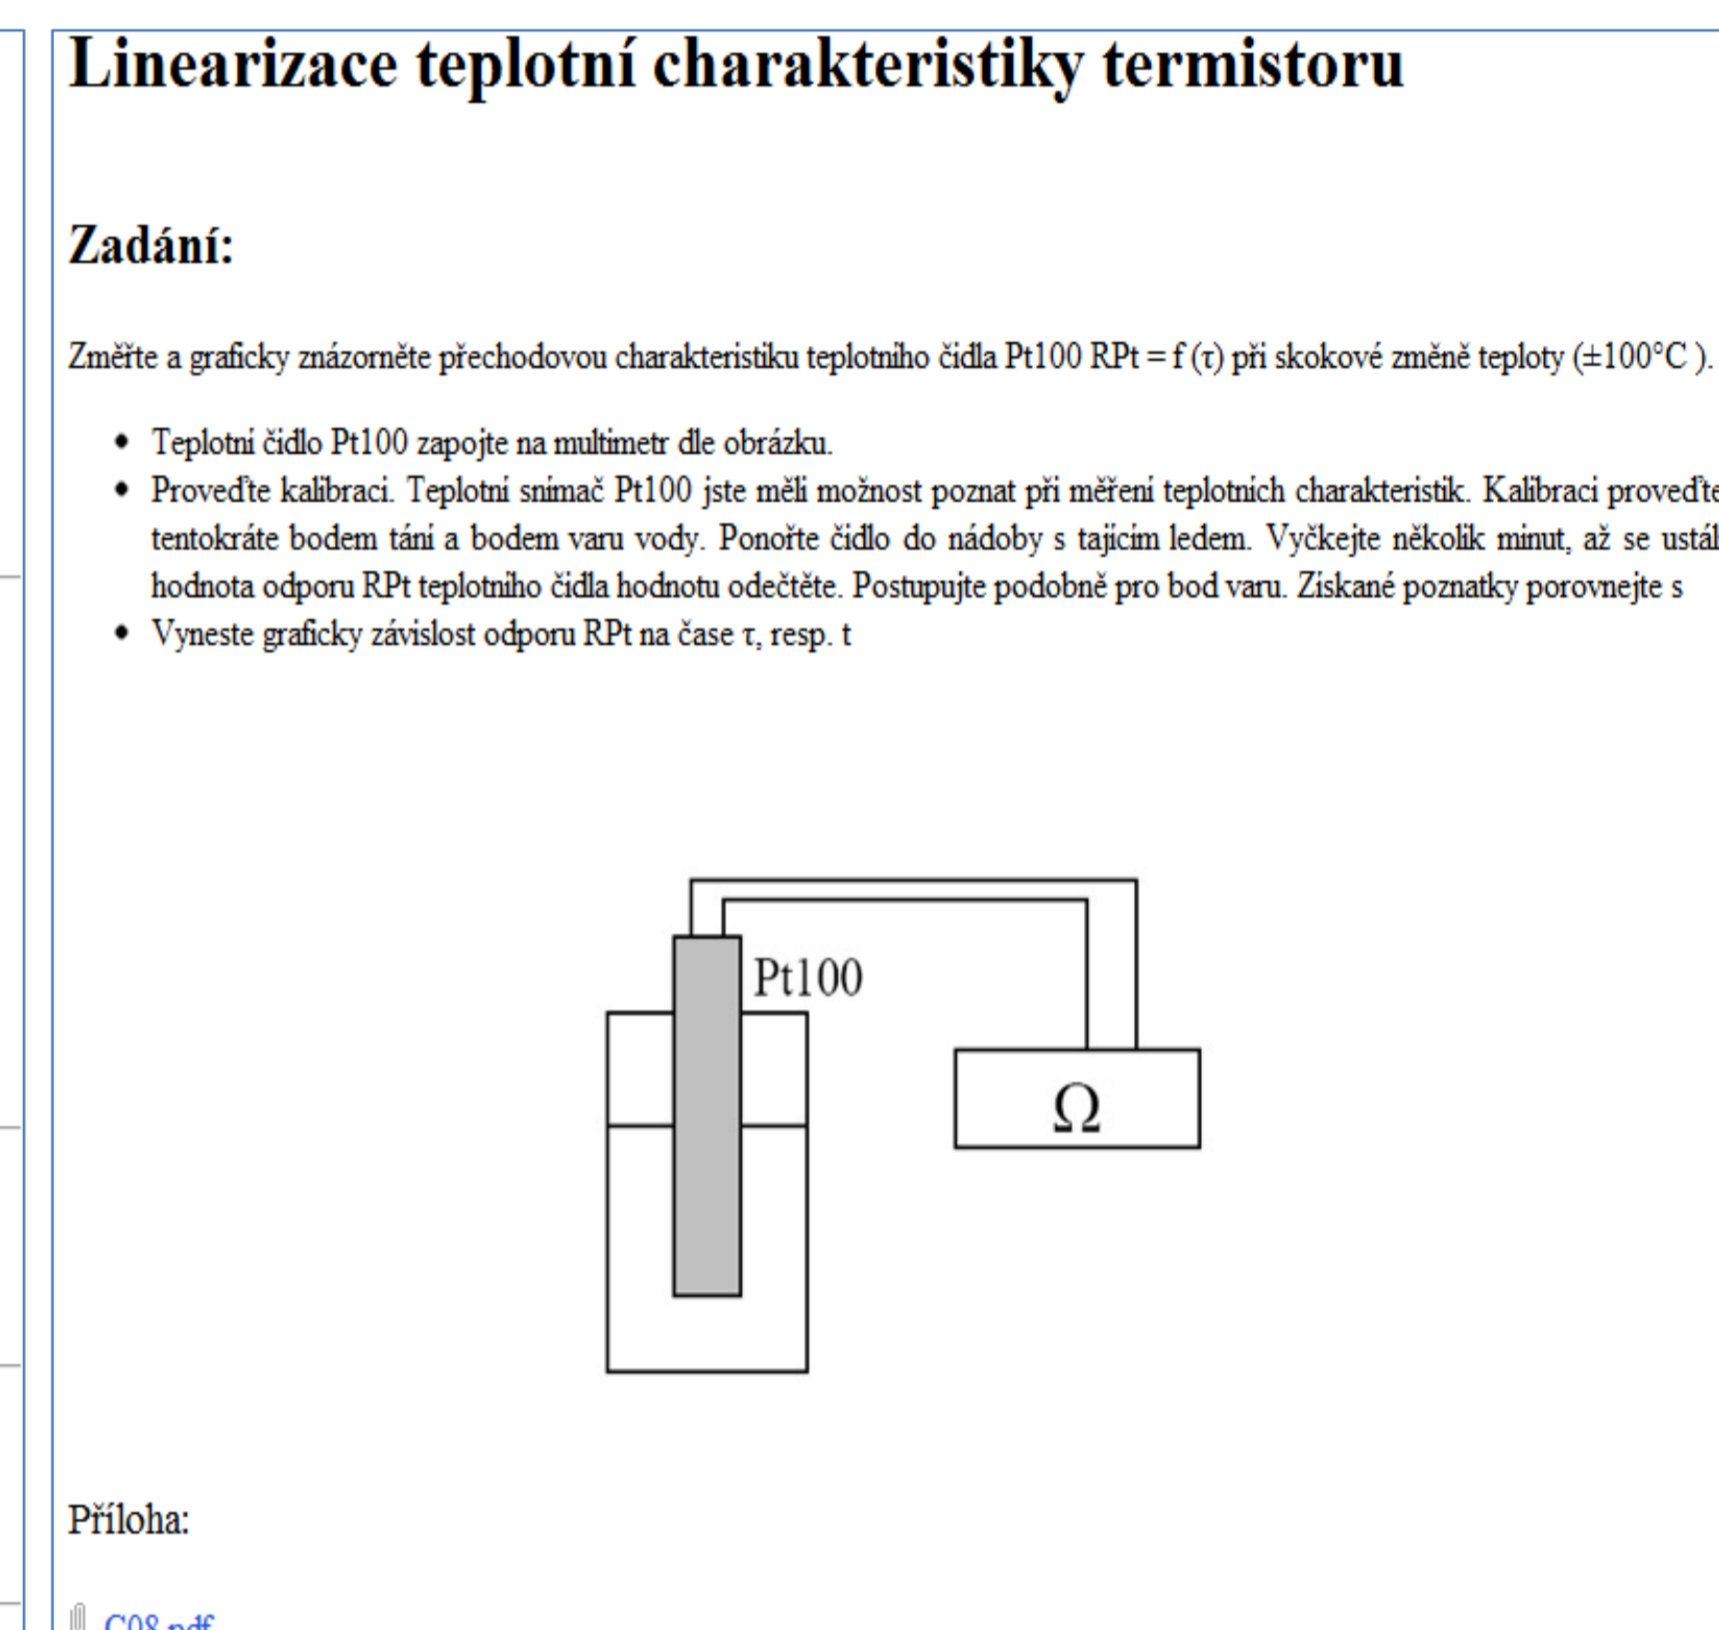 Linearizace teplotní charakteristiky termistoru
Zadání:
Změřte a graficky znázorněte přechodovou charakteristiku teplotního čidla Pt100 RPt = f (τ) při skokové změně teploty (±100°C ).
• Teplotní čidlo Pt100 zapojte na multimetr dle obrázku.
• Proveďte kalibraci. Teplotní snímač Pt100 jste měli možnost poznat při měření teplotních charakteristik. Kalibraci proveďte
tentokráte bodem tání a bodem varu vody. Ponořte čidlo do nádoby s tajícím ledem. Vyčkejte několik minut, až se ustál
hodnota odporu RPt teplotního čidla hodnotu odečtěte. Postupujte podobně pro bod varu. Získané poznatky porovnejte s
• Vyneste graficky závislost odporu RPt na čase τ, resp. t
Pt100
Ω
Příloha:
C08.pdf